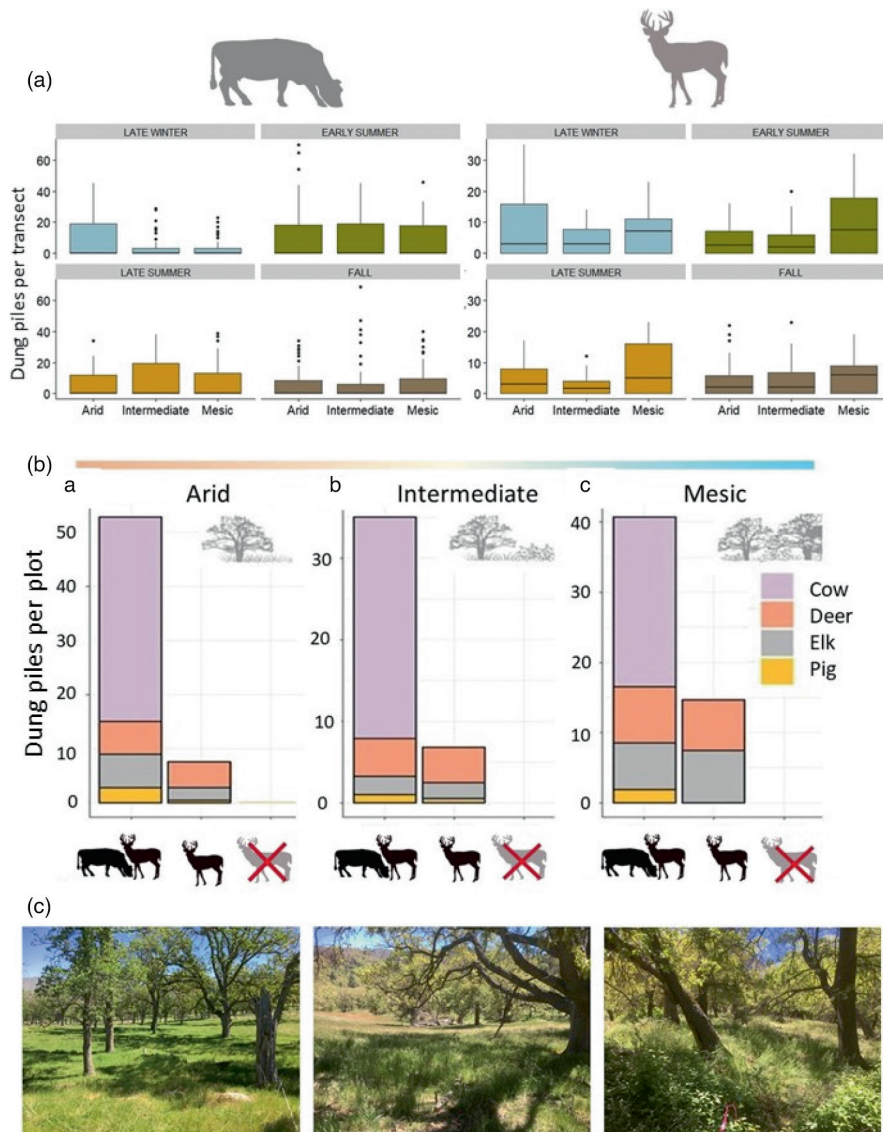 (a)
LATE WINTER EARLY SUMMER LATE WINTER EARLY SUMMER
60 30
40 20
20 10
0 0
LATE SUMMER FALL LATE SUMMER FALL
60 30
40 20
20 10
0 0
Dung piles per transect
Arid Intermediate Mesic Arid Intermediate Mesic Arid Intermediate Mesic Arid Intermediate Mesic
(b)
a Arid b Intermediate c Mesic
Dung piles per plot
50
40
30
20
10
0
30
20
10
0
40
30
20
10
0
Cow
Deer
Elk
Pig
(c)